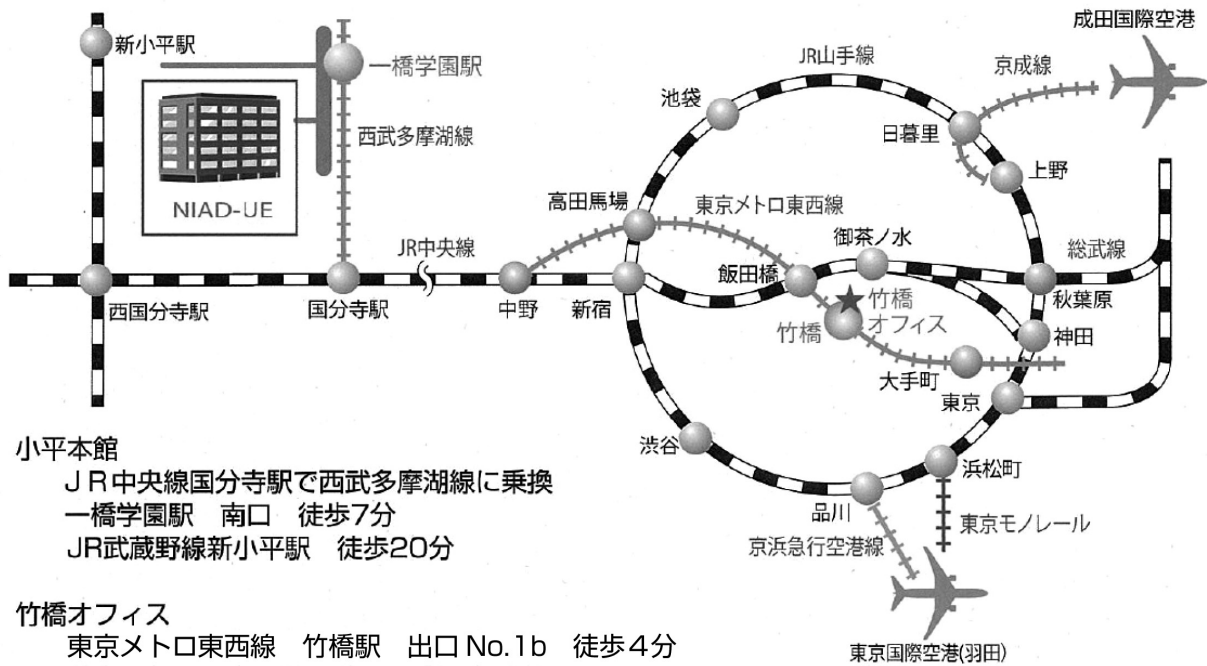 成田国際空港
新小平駅
一橋学園駅
JR山手線
京成線
池袋
日暮里
西武多摩湖線
上野
NIAD-UE
高田馬場
東京メトロ東西線
御茶ノ水
JR中央線
総武線
飯田橋
西国分寺駅
国分寺駅
中野
新宿
秋葉原
竹橋
オフィス
竹橋
神田
大手町
東京
渋谷
浜松町
品川
東京モノレール
京浜急行空港線
東京国際空港(羽田)
小平本館
JR中央線国分寺駅で西武多摩湖線に乗換
一橋学園駅 南口 徒歩7分
JR武蔵野線新小平駅 徒歩20分
竹橋オフィス
東京メトロ東西線 竹橋駅 出口 No.1b 徒歩4分